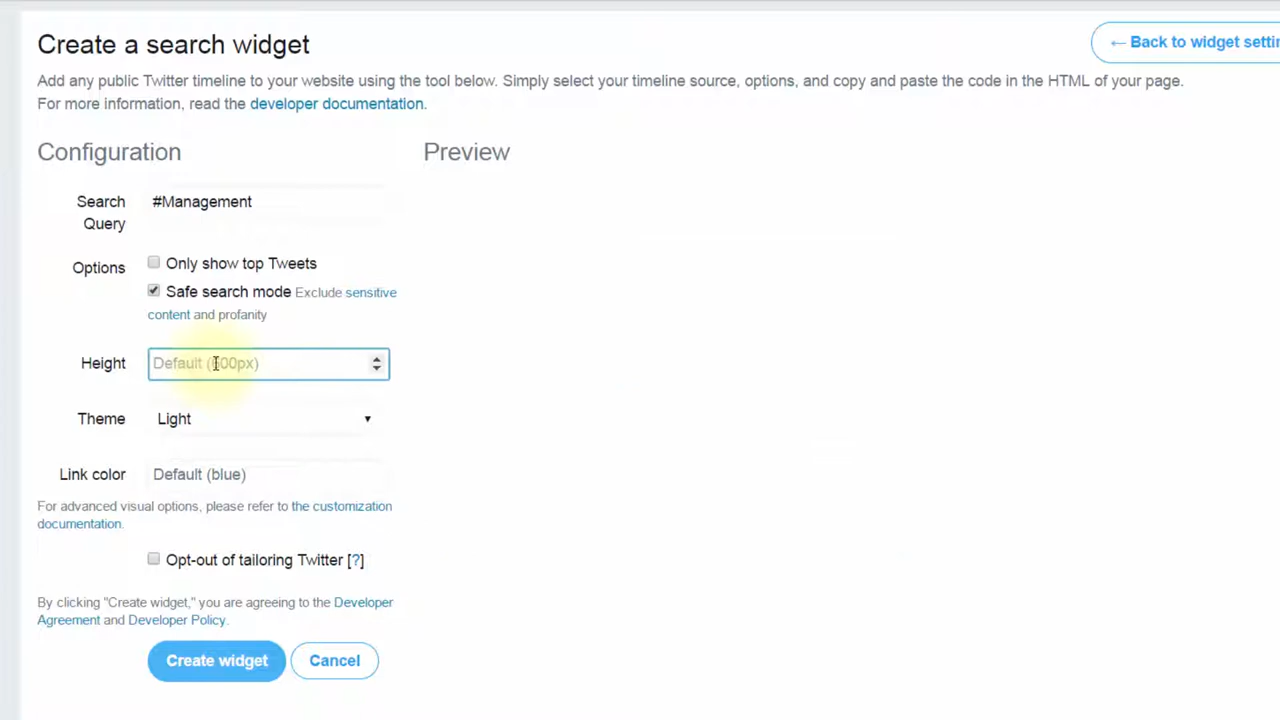 Create a search widget
← Back to widget settin
Add any public Twitter timeline to your website using the tool below. Simply select your timeline source, options, and copy and paste the code in the HTML of your page.
For more information, read the developer documentation.
Configuration
Preview
Search
Query
#Management
Options
Only show top Tweets
Safe search mode Exclude sensitive
content and profanity
Height
Default (600px)
Theme
Light
Link color
Default (blue)
For advanced visual options, please refer to the customization
documentation.
Opt-out of tailoring Twitter [?]
By clicking "Create widget," you are agreeing to the Developer
Agreement and Developer Policy.
Create widget
Cancel